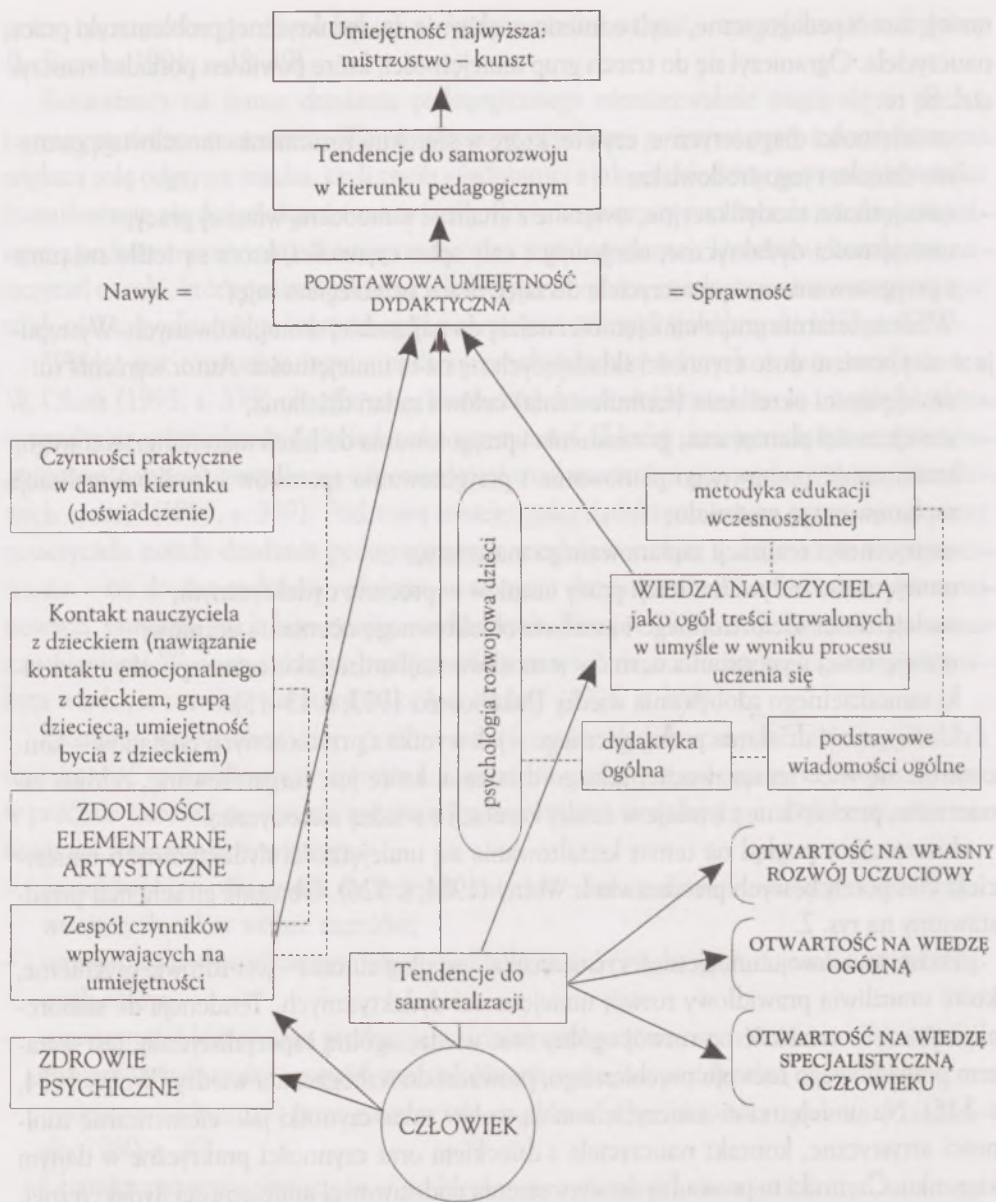 Umiejętność najwyższa:
mistrzostwo – kunszt
Tendencje do samorozwoju
w kierunku pedagogicznym
Nawyk =
PODSTAWOWA UMIEJĘTNOŚĆ
DYDAKTYCZNA
= Sprawność
Czynności praktyczne
w danym kierunku
(doświadczenie)
metodyka edukacji
wczesnoszkolnej
Kontakt nauczyciela
z dzieckiem (nawiązanie
kontaktu emocjonalnego
z dzieckiem, grupą
dziecięcą, umiejętność
bycia z dzieckiem)
psychologia rozwojowa dzieci
WIEDZA NAUCZYCIELA
jako ogół treści utrwalonych
w umyśle w wyniku procesu
uczenia się
dydaktyka
ogólna
podstawowe
wiadomości ogólne
ZDOLNOŚCI,
ELEMENTARNE,
ARTYSTYCZNE
Zespół czynników
wpływających na
umiejętności
Tendencje do
samorealizacji
OTWARTOŚĆ NA WŁASNY
ROZWÓJ UCZUCIOWY
OTWARTOŚĆ NA WIEDZĘ
OGÓLNĄ
OTWARTOŚĆ NA WIEDZĘ
SPECJALISTYCZNĄ
O CZŁOWIEKU
ZDROWIE
PSYCHICZNE
CZŁOWIEK